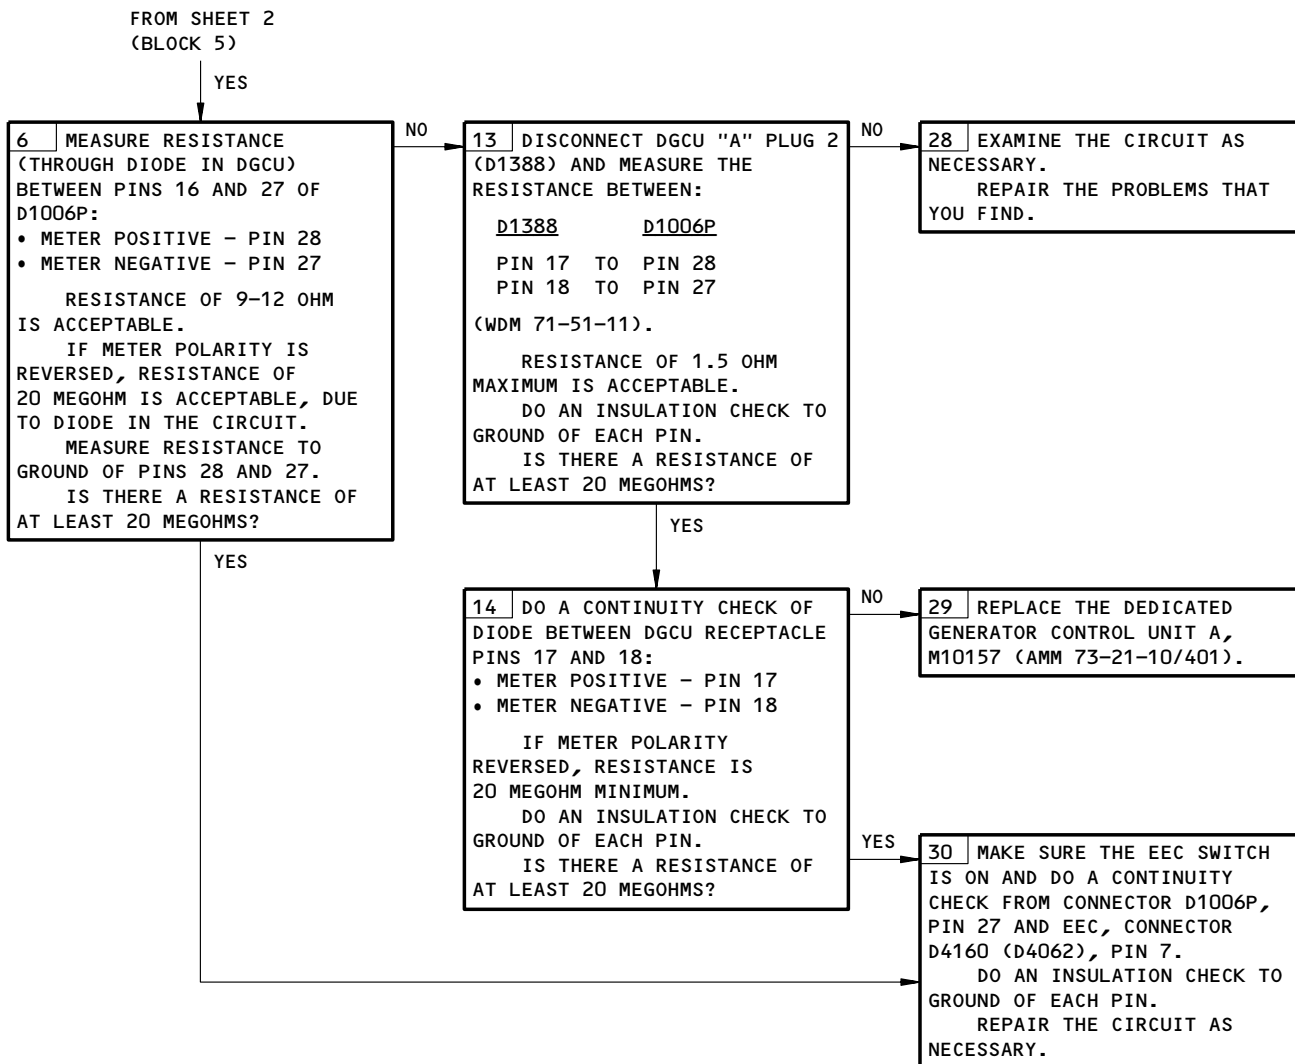 FROM SHEET 2
(BLOCK 5)
YES
6 MEASURE RESISTANCE
(THROUGH DIODE IN DGCU)
BETWEEN PINS 16 AND 27 OF
D1006P:
• METER POSITIVE - PIN 28
• METER NEGATIVE - PIN 27
RESISTANCE OF 9-12 OHM
IS ACCEPTABLE.
IF METER POLARITY IS
REVERSED, RESISTANCE OF
20 MEGOHM IS ACCEPTABLE, DUE
TO DIODE IN THE CIRCUIT.
MEASURE RESISTANCE TO
GROUND OF PINS 28 AND 27.
IS THERE A RESISTANCE OF
AT LEAST 20 MEGOHMS?
NO
YES
13 DISCONNECT DGCU "A" PLUG 2
(D1388) AND MEASURE THE
RESISTANCE BETWEEN:
D1388 D1006P
PIN 17 TO PIN 28
PIN 18 TO PIN 27
(WDM 71-51-11).
RESISTANCE OF 1.5 OHM
MAXIMUM IS ACCEPTABLE.
DO AN INSULATION CHECK TO
GROUND OF EACH PIN.
IS THERE A RESISTANCE OF
AT LEAST 20 MEGOHMS?
NO
YES
28 EXAMINE THE CIRCUIT AS
NECESSARY.
REPAIR THE PROBLEMS THAT
YOU FIND.
14 DO A CONTINUITY CHECK OF
DIODE BETWEEN DGCU RECEPTACLE
PINS 17 AND 18:
• METER POSITIVE - PIN 17
• METER NEGATIVE - PIN 18
IF METER POLARITY
REVERSED, RESISTANCE IS
20 MEGOHM MINIMUM.
DO AN INSULATION CHECK TO
GROUND OF EACH PIN.
IS THERE A RESISTANCE OF
AT LEAST 20 MEGOHMS?
NO
YES
29 REPLACE THE DEDICATED
GENERATOR CONTROL UNIT A,
M10157 (AMM 73-21-10/401).
30 MAKE SURE THE EEC SWITCH
IS ON AND DO A CONTINUITY
CHECK FROM CONNECTOR D1006P,
PIN 27 AND EEC, CONNECTOR
D4160 (D4062), PIN 7.
DO AN INSULATION CHECK TO
GROUND OF EACH PIN.
REPAIR THE CIRCUIT AS
NECESSARY.